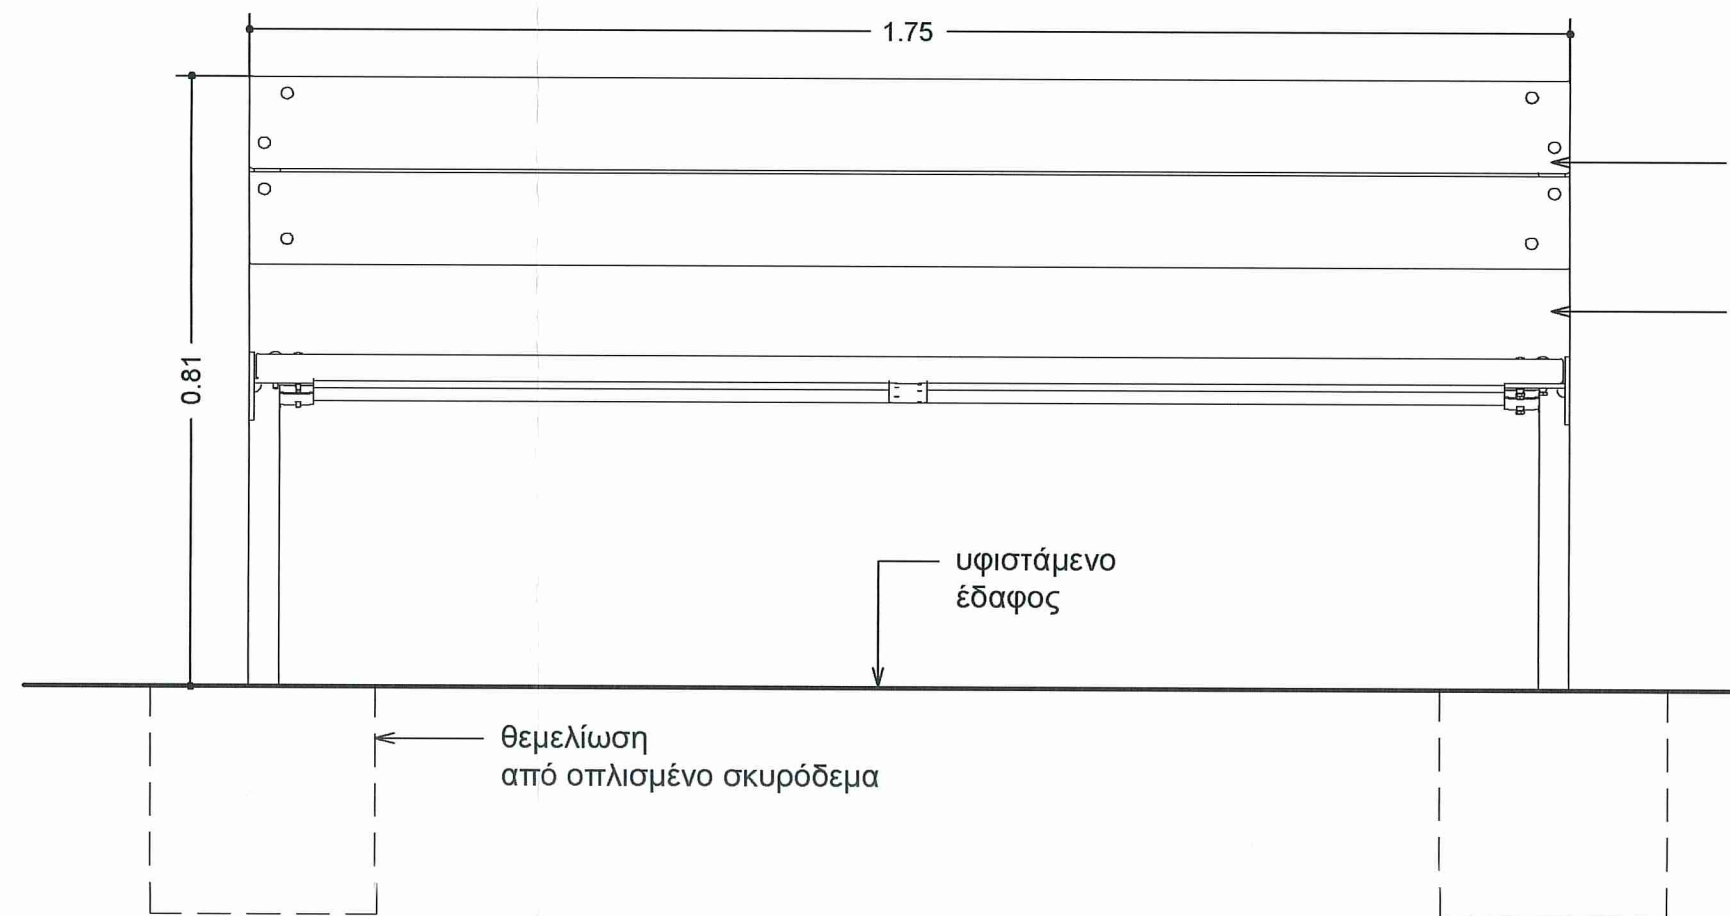 1.75
0.81
υφιστάμενο
έδαφος
θεμελίωση
από οπλισμένο σκυρόδεμα